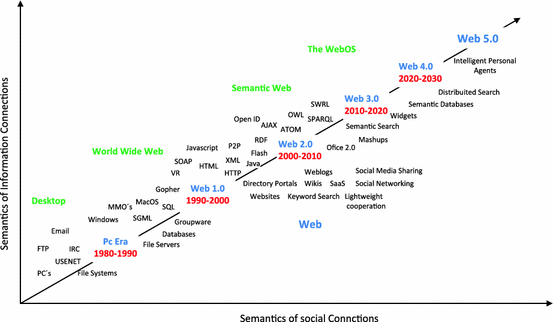 Web 5.0
The WebOS
Intelligent Personal
Agents
Web 4.0
2020-2030
Semantic Web
Distribuited Search
Web 3.0
2010-2020
SWRL
Semantic Databases
OWL
SPARQL
Widgets
Open ID
AJAX
ATOM
Semantic Search
Mashups
RDF
Web 2.0
2000-2010
Ofice 2.0
Javascript
P2P
Flash
World Wide Web
SOAP
XML
Java
HTML
VR
HTTP
Weblogs
Social Media Sharing
Gopher
Web 1.0
1990-2000
Directory Portals
Wikis
SaaS
Social Networking
Websites
Keyword Search
Lightweight
cooperation
Desktop
MMO´s
MacOS
SQL
Windows
SGML
Groupware
Web
Email
Databases
Pc Era
1980-1990
File Servers
FTP
IRC
USENET
PC´s
File Systems
Semantics of Information Connections
Semantics of social Connctions